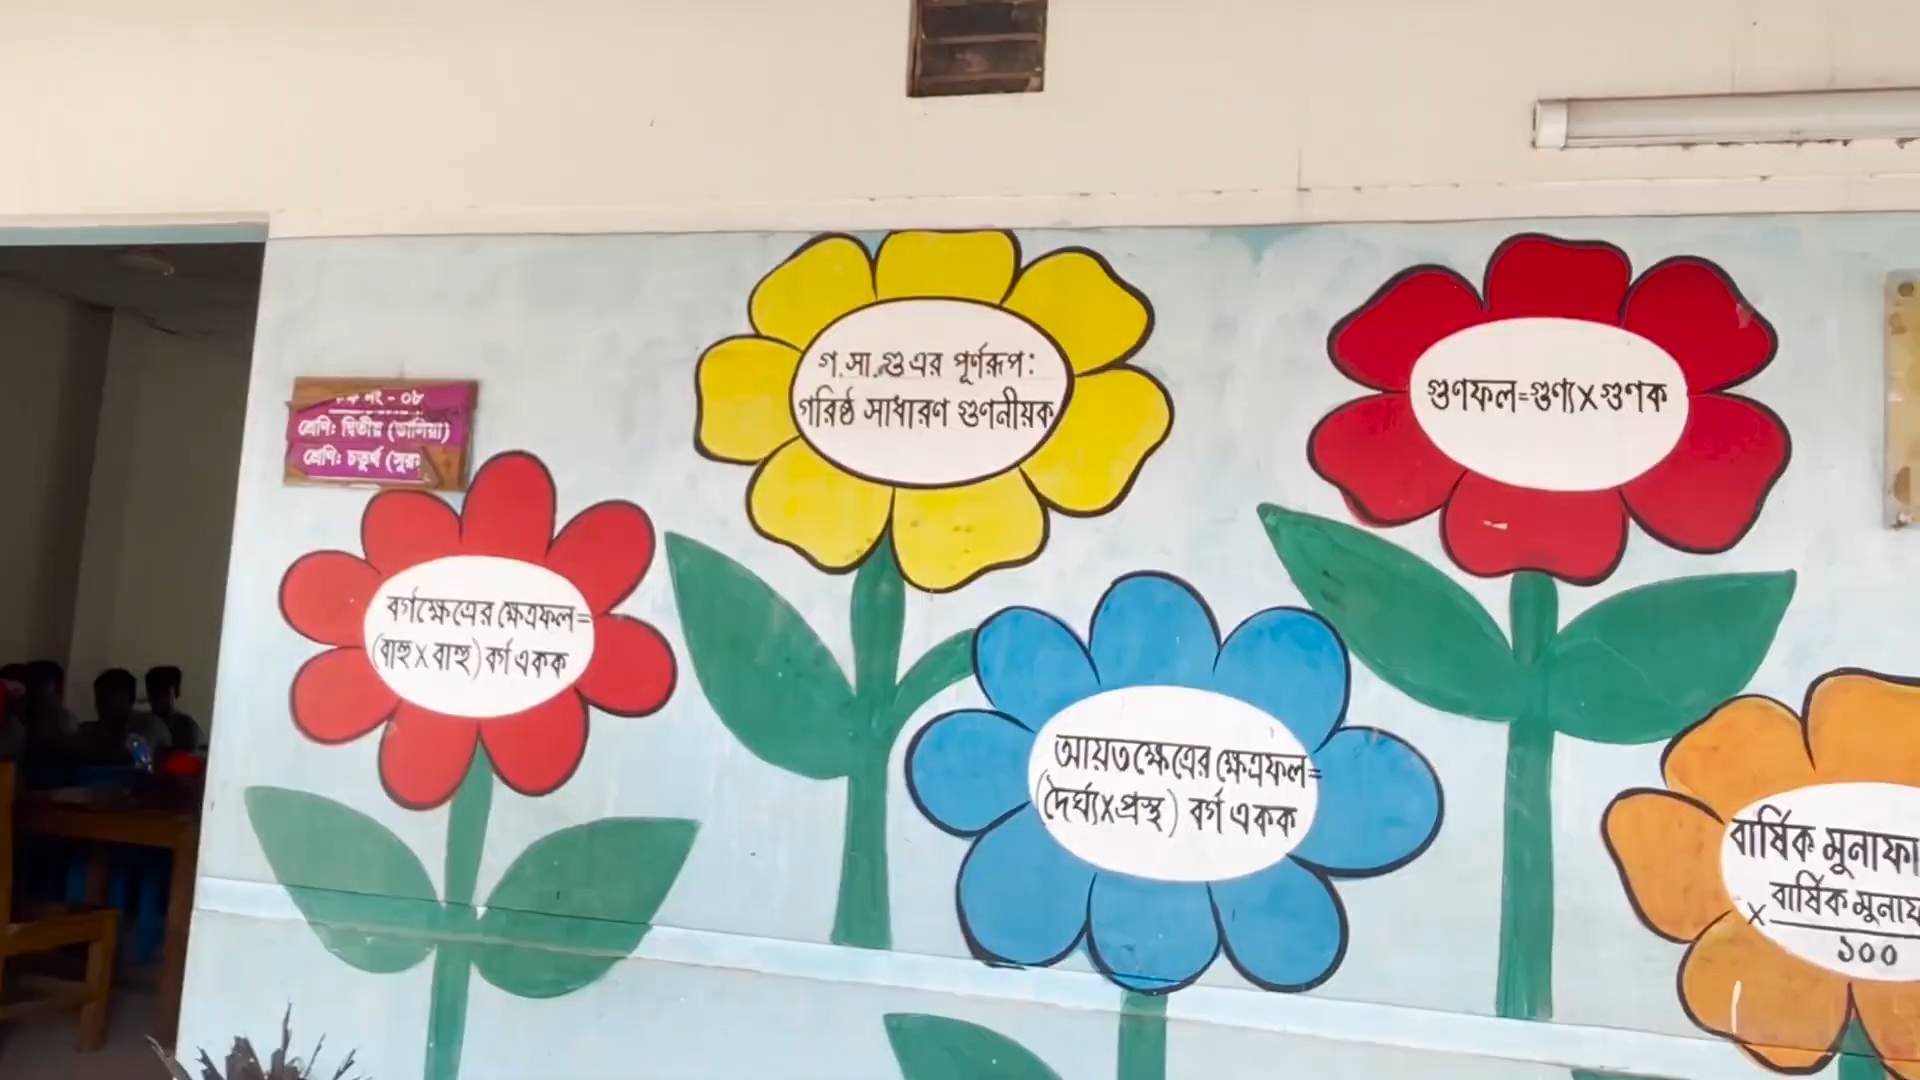 নং - ০৮
শ্রেণি: দ্বিতীয় (ডালিয়া)
শ্রেণি: চতুর্থ
গ.সা.গু এর পূর্ণরূপ:
গরিষ্ঠ সাধারণ গুণনীয়ক
গুণফল=গুণ্য×গুণক
বর্গক্ষেত্রের ক্ষেত্রফল=
(বাহু×বাহু) বর্গ একক
আয়তক্ষেত্রের ক্ষেত্রফল=
(দৈর্ঘ্য×প্রস্থ) বর্গ একক
বার্ষিক মুনাফা
বার্ষিক
×
১০০